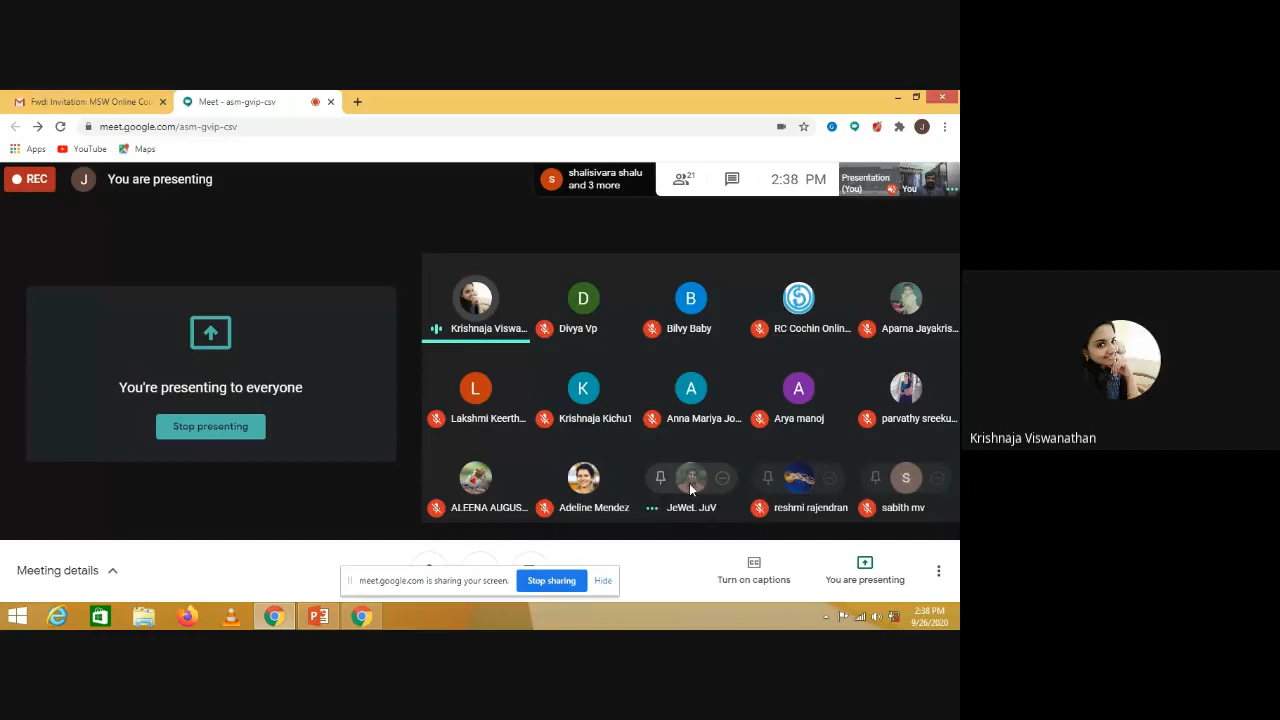 Fwd: Invitation: MSW Online Cou
Meet - asm-gvip-csv
meet.google.com/asm-gvip-csv
J
Apps
YouTube
Maps
REC
J
You are presenting
S
shalisivara shalu
and 3 more
21
2:38 PM
Presentation
(You)
You
You're presenting to everyone
Stop presenting
Krishnaja Viswa...
D
Divya Vp
B
Bilvy Baby
RC Cochin Onlin...
Aparna Jayakris...
L
Lakshmi Keerth...
K
Krishnaja Kichu1
A
Anna Mariya Jo...
A
Arya manoj
parvathy sreeku...
ALEENA AUGUS...
Adeline Mendez
JeWeL JuV
reshmi rajendran
S
sabith mv
Krishnaja Viswanathan
Meeting details
meet.google.com is sharing your screen.
Stop sharing
Hide
Turn on captions
You are presenting
2:38 PM
9/26/2020